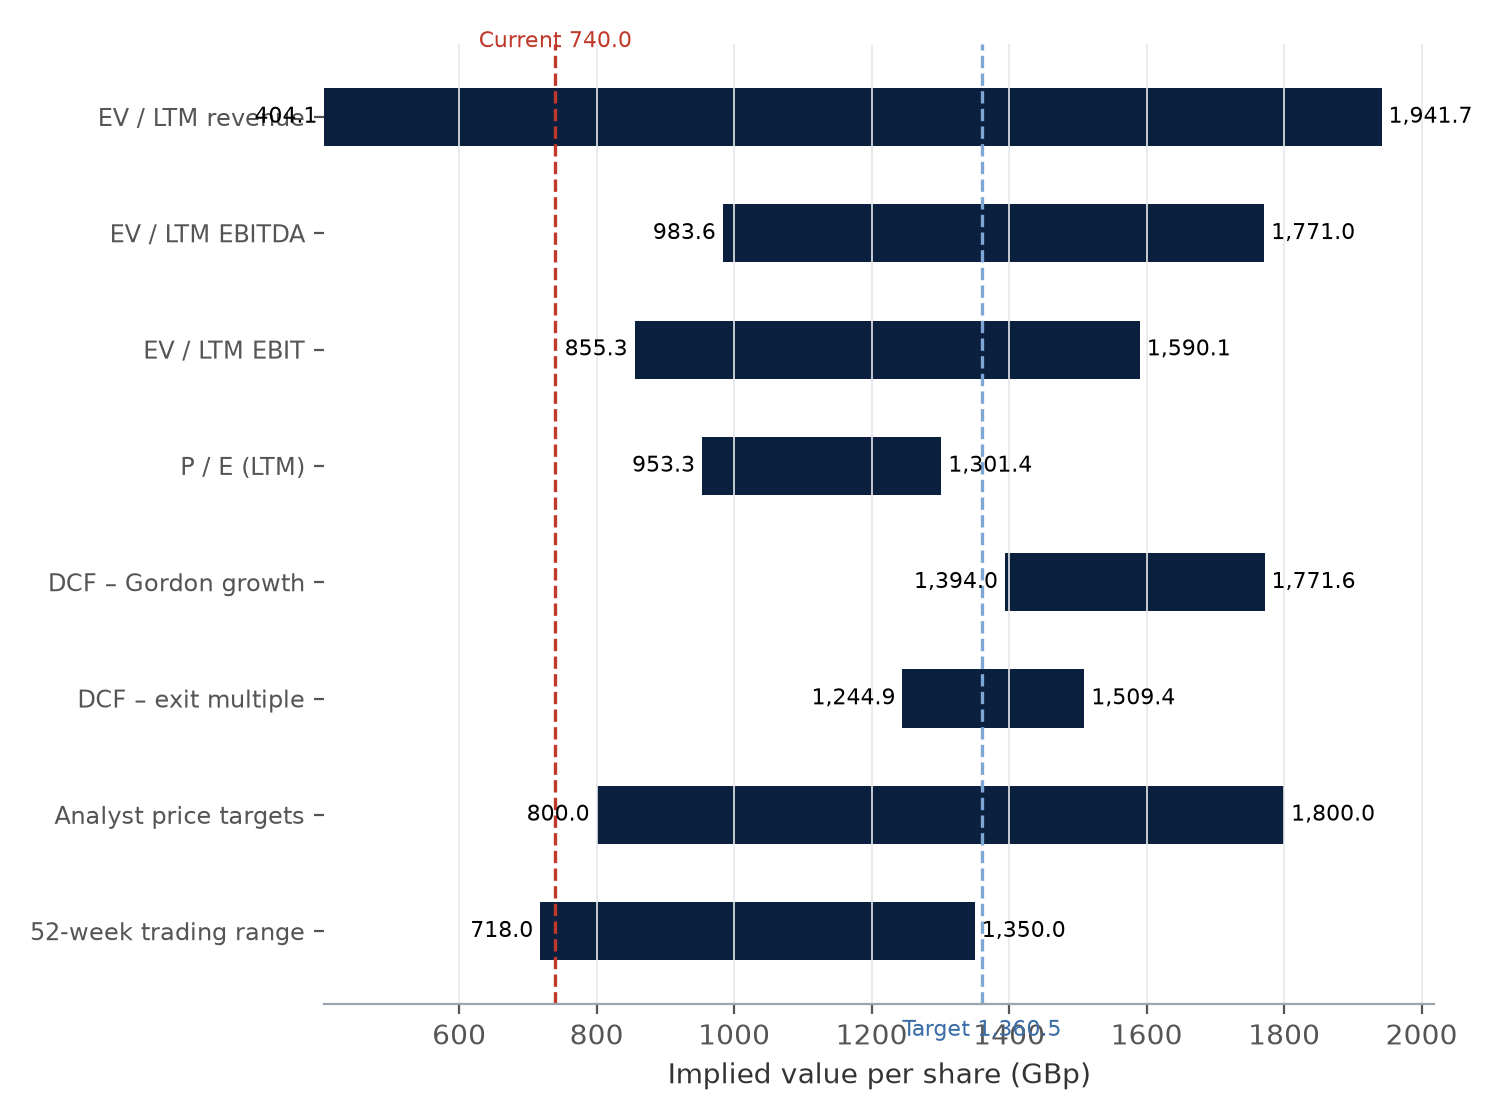 Current 740.0
EV / LTM revenue
404.1
1,941.7
EV / LTM EBITDA
983.6
1,771.0
EV / LTM EBIT
855.3
1,590.1
P / E (LTM)
953.3
1,301.4
DCF – Gordon growth
1,394.0
1,771.6
DCF – exit multiple
1,244.9
1,509.4
Analyst price targets
800.0
1,800.0
52-week trading range
718.0
1,350.0
Target 1,360.5
600 800 1000 1200 1400 1600 1800 2000
Implied value per share (GBp)